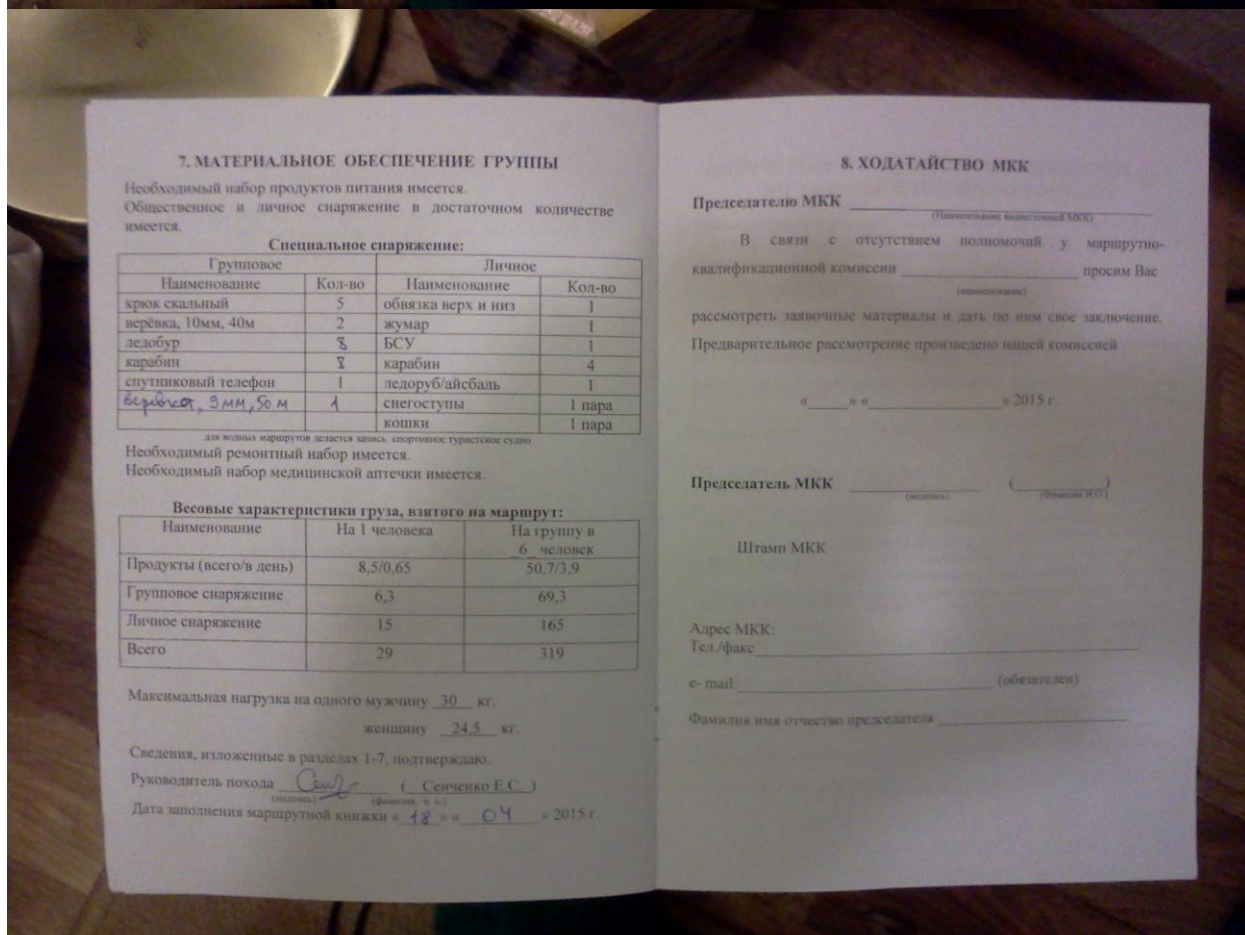 7. МАТЕРИАЛЬНОЕ ОБЕСПЕЧЕНИЕ ГРУППЫ
Необходимый набор продуктов питания имеется.
Общественное и личное снаряжение в достаточном количестве
имеется.
Специальное снаряжение:
Групповое Личное
Наименование Кол-во Наименование Кол-во
крюк скальный 5 обвязка верх и низ 1
верёвка, 10мм, 40м 2 жумар 1
ледобур 8 БСУ 1
карабин 8 карабин 4
спутниковый телефон 1 ледоруб/айсбаль 1
веревка, 9мм, 50м 1 снегоступы 1 пара
кошки 1 пара
для водных маршрутов делается запись: спортивное туристское судно
Необходимый ремонтный набор имеется.
Необходимый набор медицинской аптечки имеется.
Весовые характеристики груза, взятого на маршрут:
Наименование На 1 человека На группу в
6 человек
Продукты (всего/в день) 8,5/0,65 50,7/3,9
Групповое снаряжение 6,3 69,3
Личное снаряжение 15 165
Всего 29 319
Максимальная нагрузка на одного мужчину 30 кг.
женщину 24.5 кг.
Сведения, изложенные в разделах 1-7, подтверждаю.
Руководитель похода ( Сенченко Е.С. )
(подпись) (фамилия, и. о.)
Дата заполнения маршрутной книжки « 18 » « 04 » 2015 г.
8. ХОДАТАЙСТВО МКК
Председателю МКК
(Наименование вышестоящей МКК)
В связи с отсутствием полномочий у маршрутно-
квалификационной комиссии просим Вас
(наименование)
рассмотреть заявочные материалы и дать по ним свое заключение.
Предварительное рассмотрение произведено нашей комиссией
« » « » 2015 г.
Председатель МКК ( )
(подпись) (Фамилия И.О.)
Штамп МКК
Адрес МКК:
Тел./факс
e- mail: (обязателен)
Фамилия имя отчество председателя